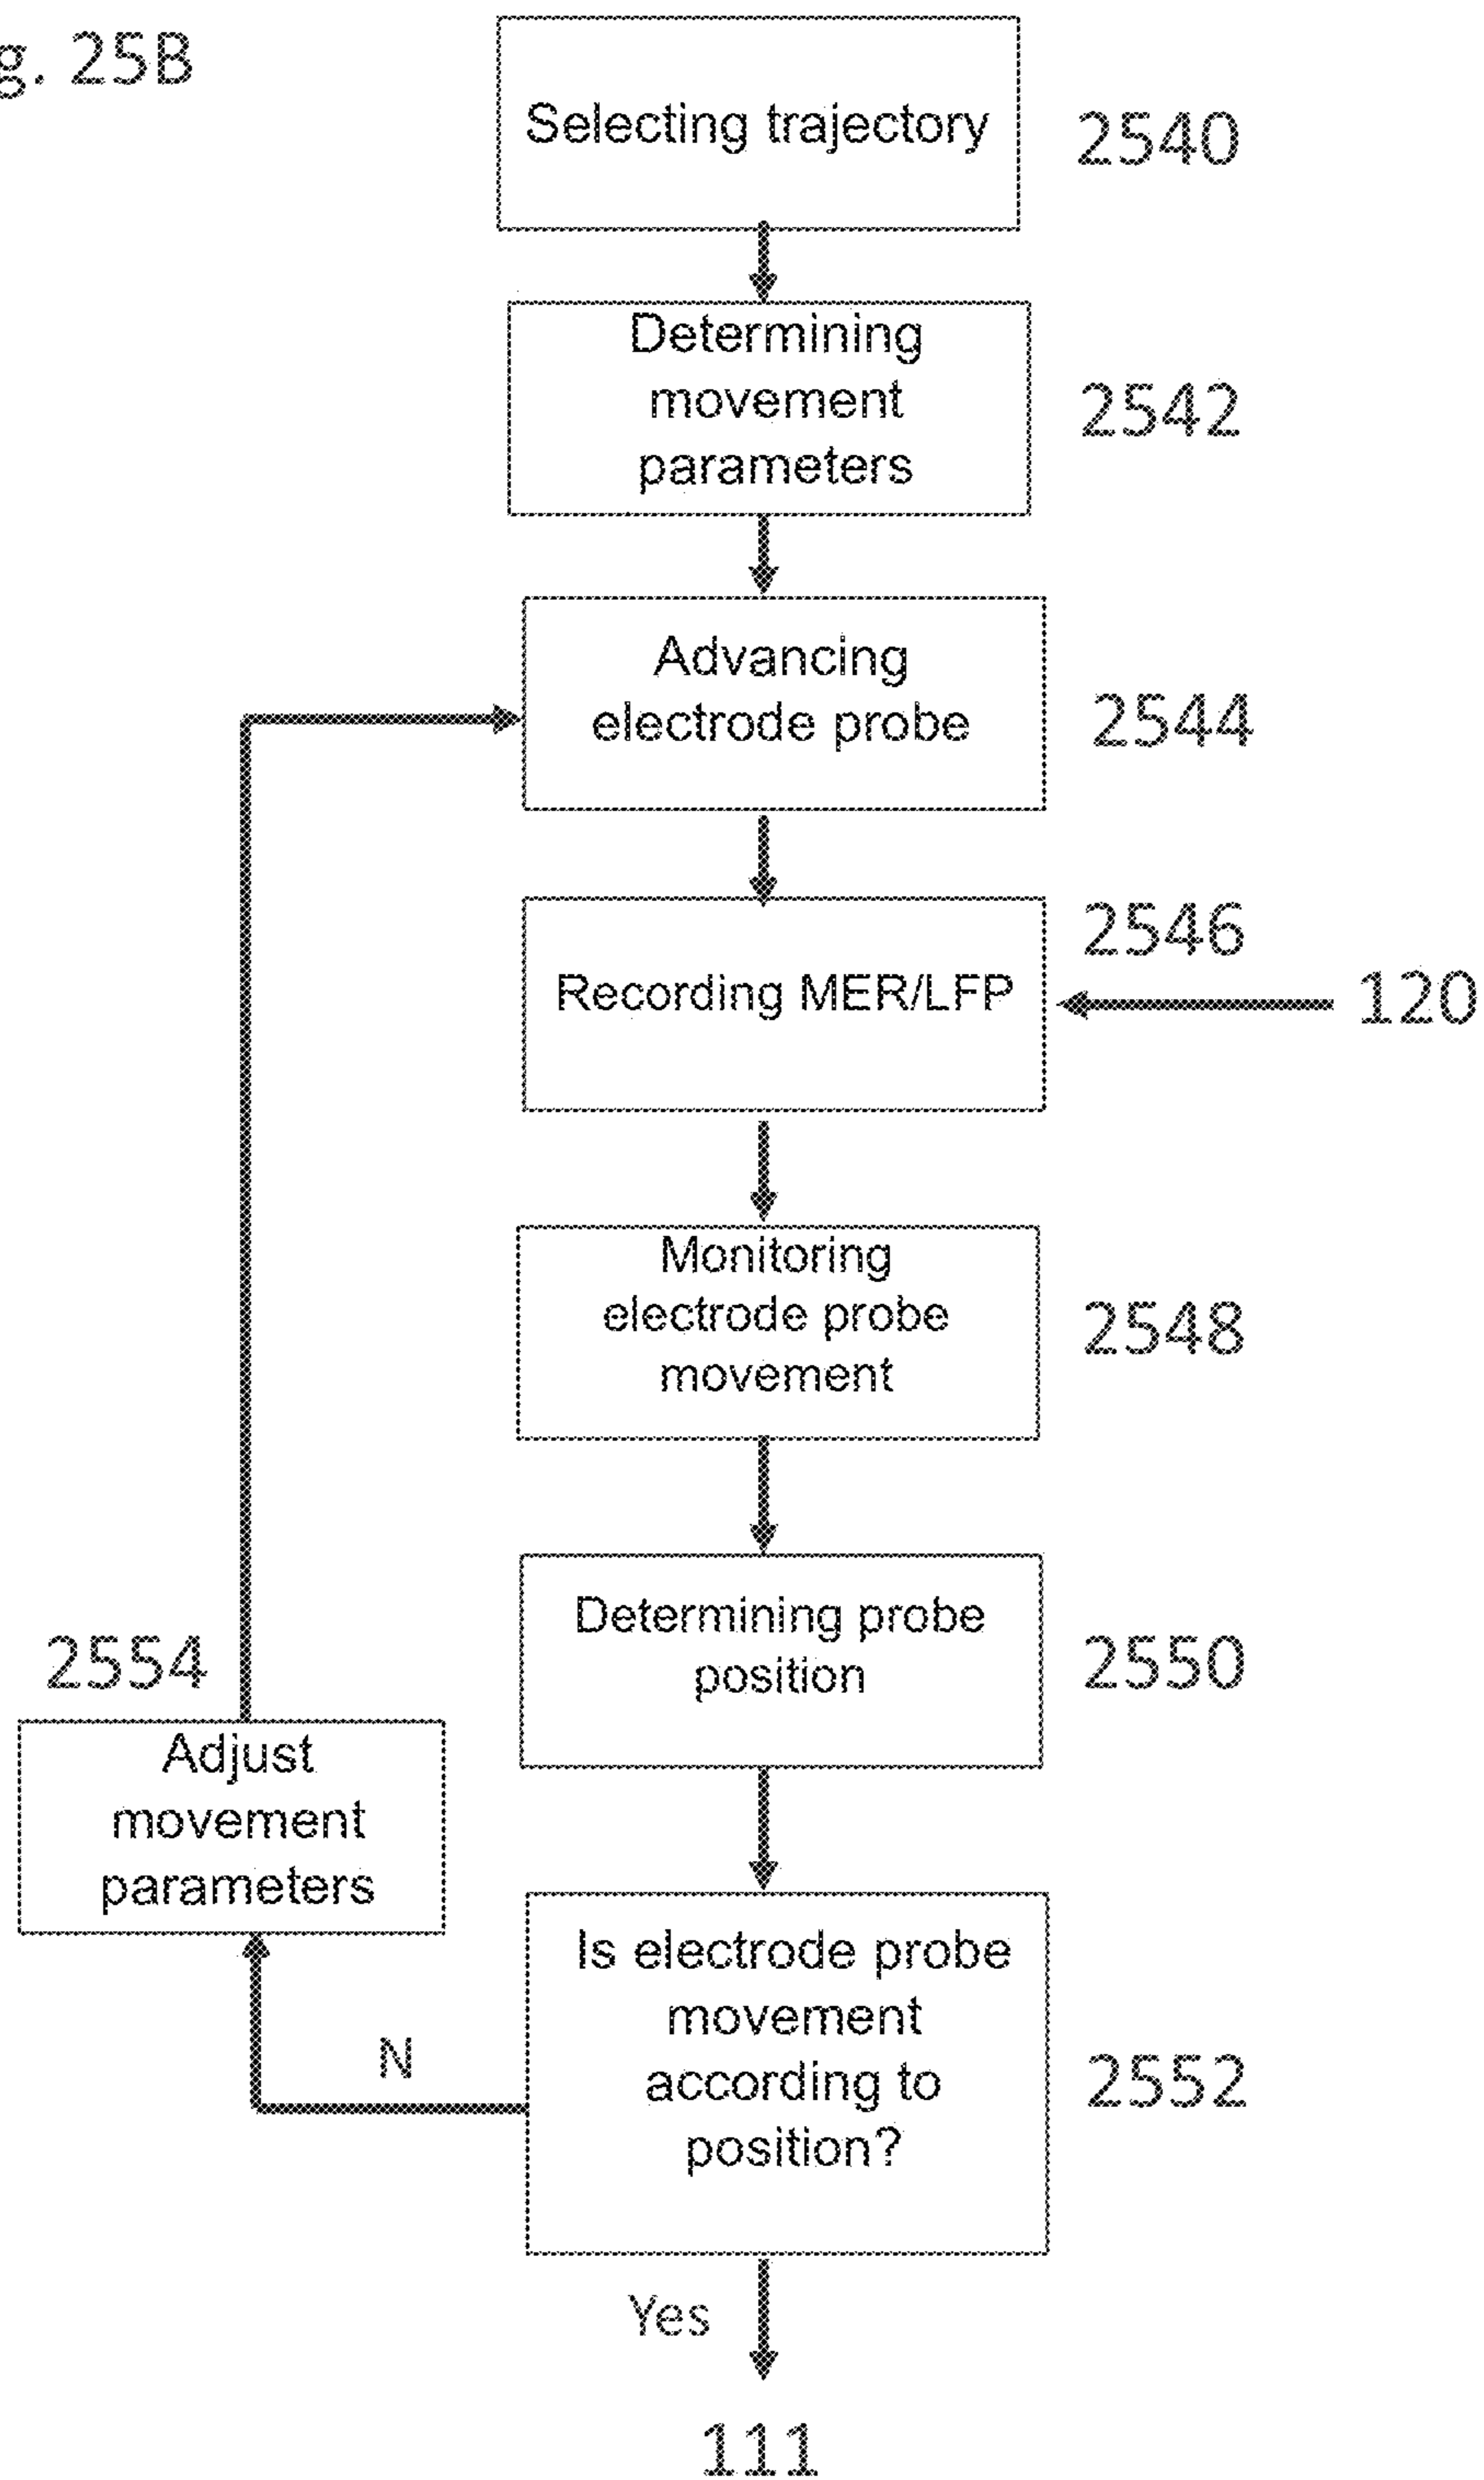 g. 25B
Selecting trajectory
2540
Determining
movement
parameters
2542
Advancing
electrode probe
2544
2546
Recording MER/LFP
120
Monitoring
electrode probe
movement
2548
Determining probe
position
2550
2554
Adjust
movement
parameters
Is electrode probe
movement
according to
position?
2552
N
Yes
111